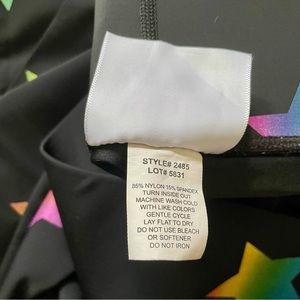 STYLE# 2485
LOT# 5831
85% NYLON 15% SPANDEX
TURN INSIDE OUT
MACHINE WASH COLD
WITH LIKE COLORS
GENTLE CYCLE
LAY FLAT TO DRY
DO NOT USE BLEACH
OR SOFTENER
DO NOT IRON